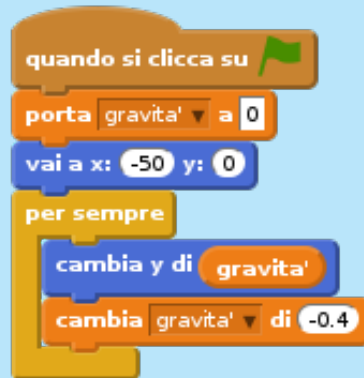 quando si clicca su
porta gravita' a 0
vai a x: -50 y: 0
per sempre
cambia y di gravita'
cambia gravita' di -0.4